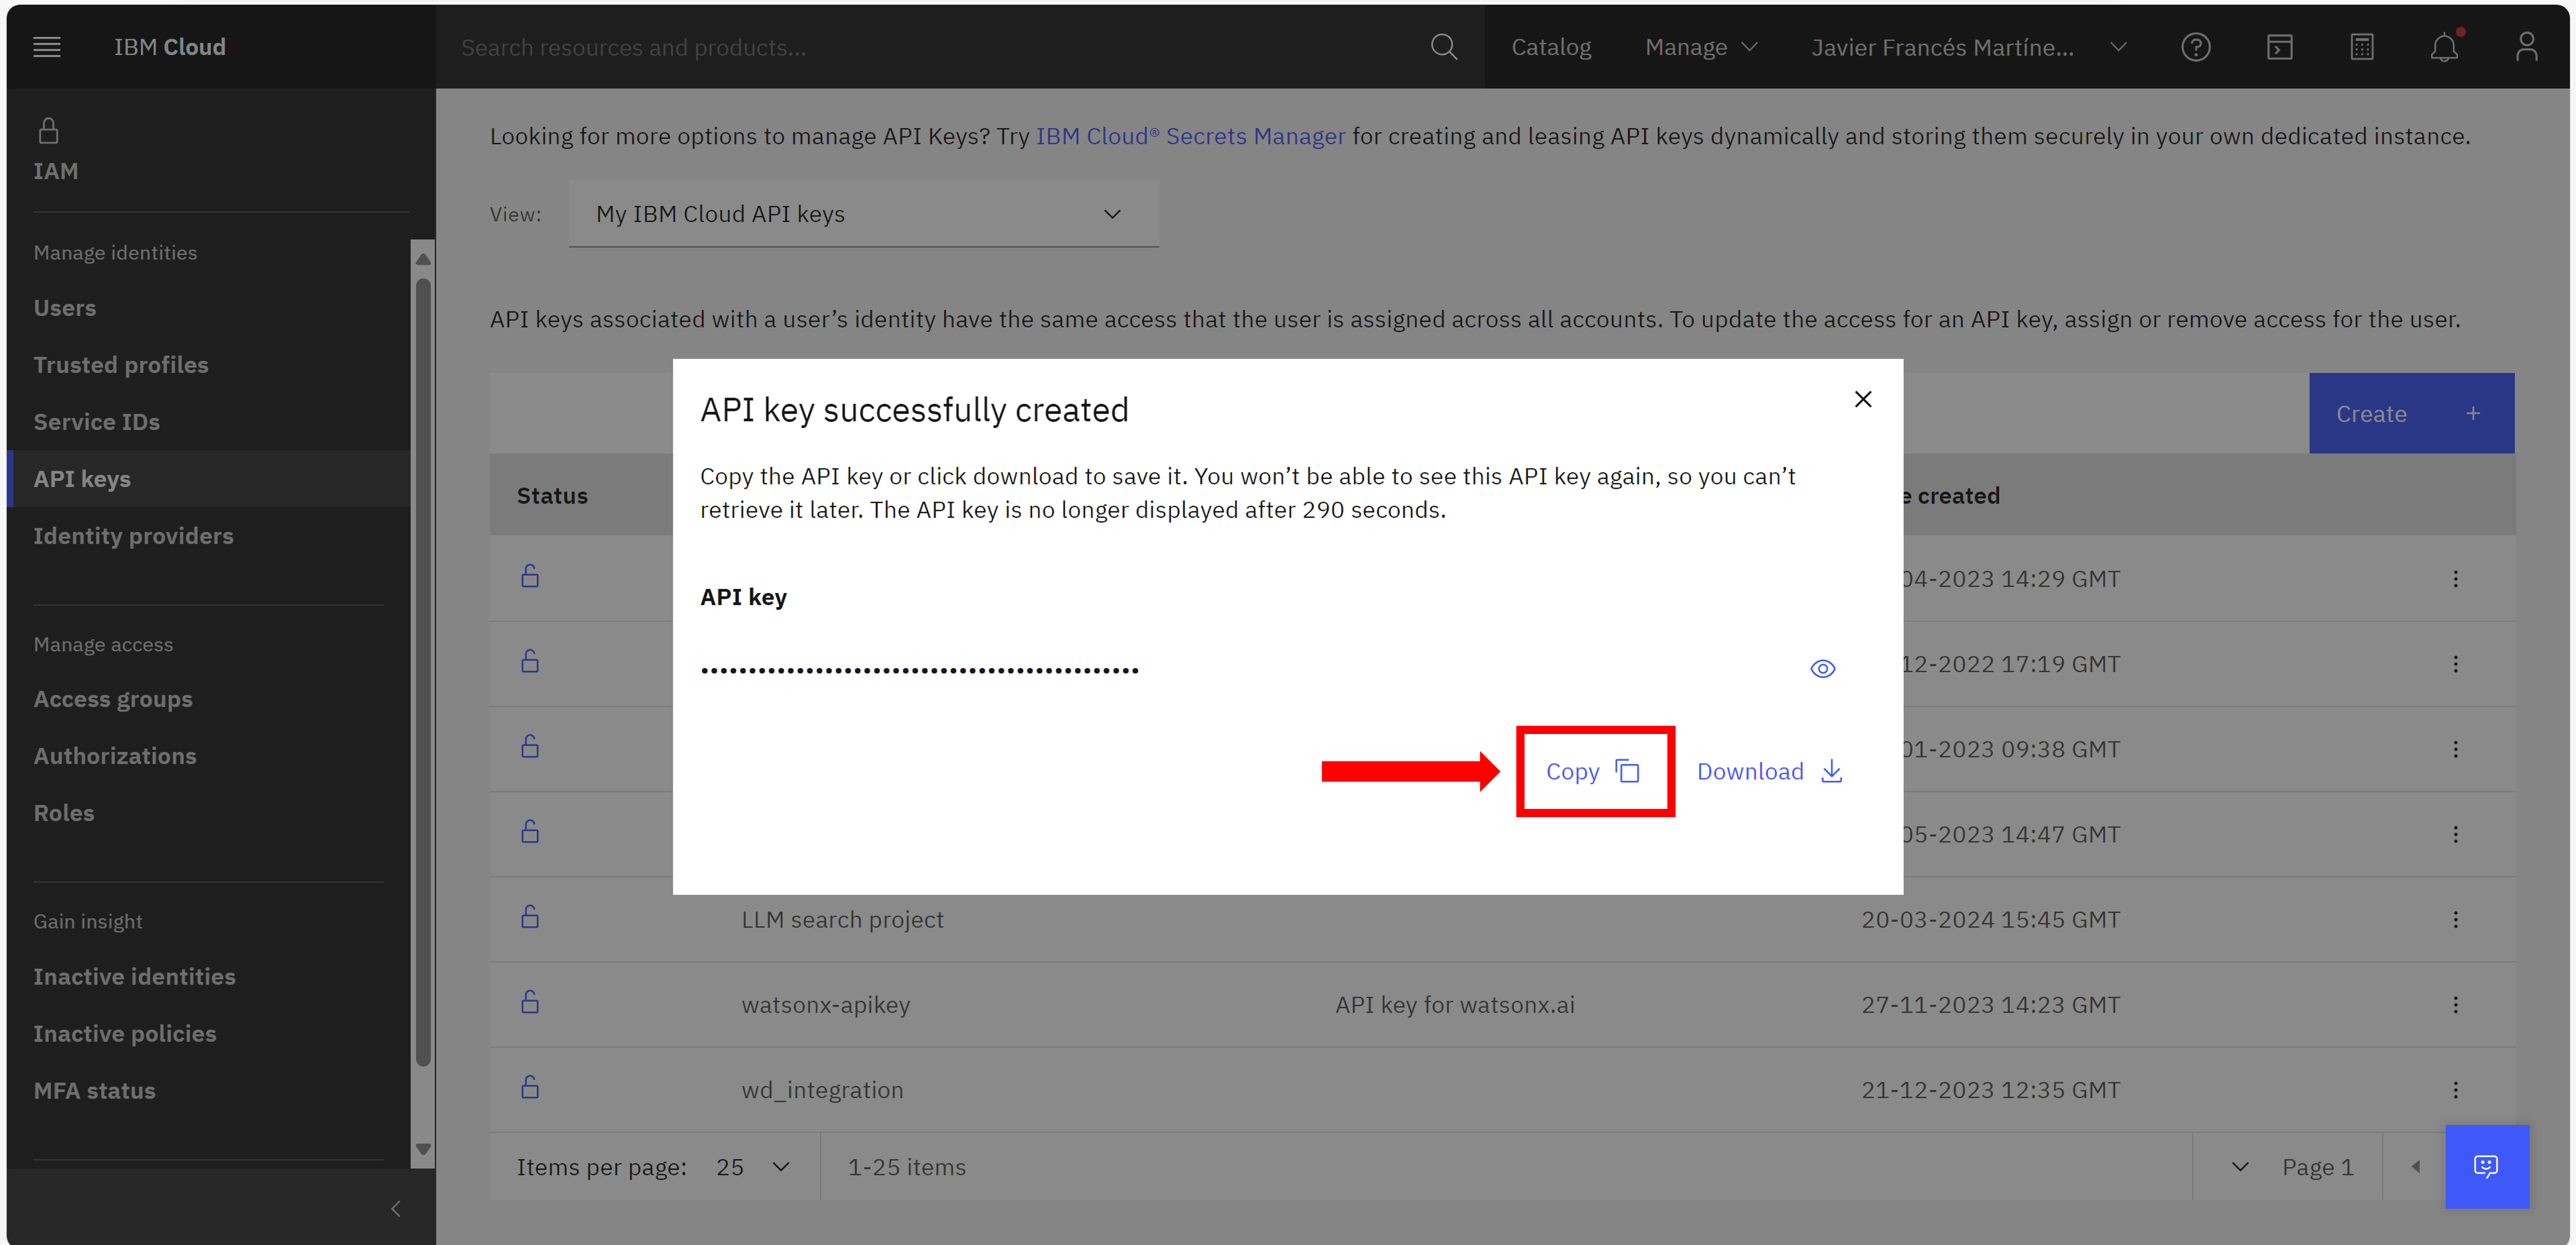 IBM Cloud
Search resources and products...
Catalog
Manage
Javier Francés Martíne...
IAM
Manage identities
Users
Trusted profiles
Service IDs
API keys
Identity providers
Manage access
Access groups
Authorizations
Roles
Gain insight
Inactive identities
Inactive policies
MFA status
Looking for more options to manage API Keys? Try IBM Cloud® Secrets Manager for creating and leasing API keys dynamically and storing them securely in your own dedicated instance.
View: My IBM Cloud API keys
API keys associated with a user’s identity have the same access that the user is assigned across all accounts. To update the access for an API key, assign or remove access for the user.
Create +
Status
created
API key successfully created
Copy the API key or click download to save it. You won’t be able to see this API key again, so you can’t
retrieve it later. The API key is no longer displayed after 290 seconds.
API key
Copy
Download
04-2023 14:29 GMT
12-2022 17:19 GMT
01-2023 09:38 GMT
05-2023 14:47 GMT
LLM search project 20-03-2024 15:45 GMT
watsonx-apikey API key for watsonx.ai 27-11-2023 14:23 GMT
wd_integration 21-12-2023 12:35 GMT
Items per page: 25 1-25 items Page 1